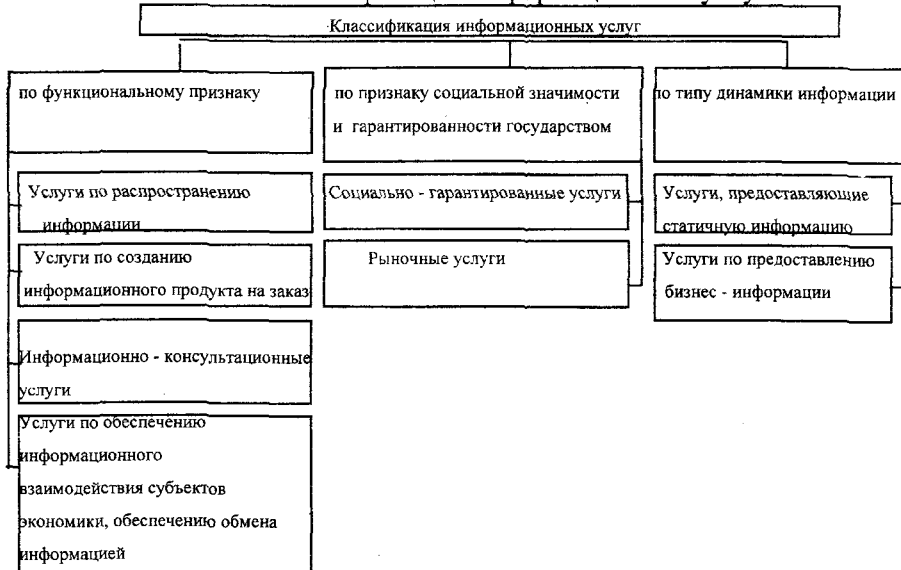 Классификация информационных услуг
по функциональному признаку
по признаку социальной значимости
и гарантированности государством
по типу динамики информации
Услуги по распространению
информации
Услуги по созданию
информационного продукта на заказ
Информационно - консультационные
услуги
Услуги по обеспечению
информационного
взаимодействия субъектов
экономики, обеспечению обмена
информацией
Социально - гарантированные услуги
Рыночные услуги
Услуги, предоставляющие
статичную информацию
Услуги по предоставлению
бизнес - информации